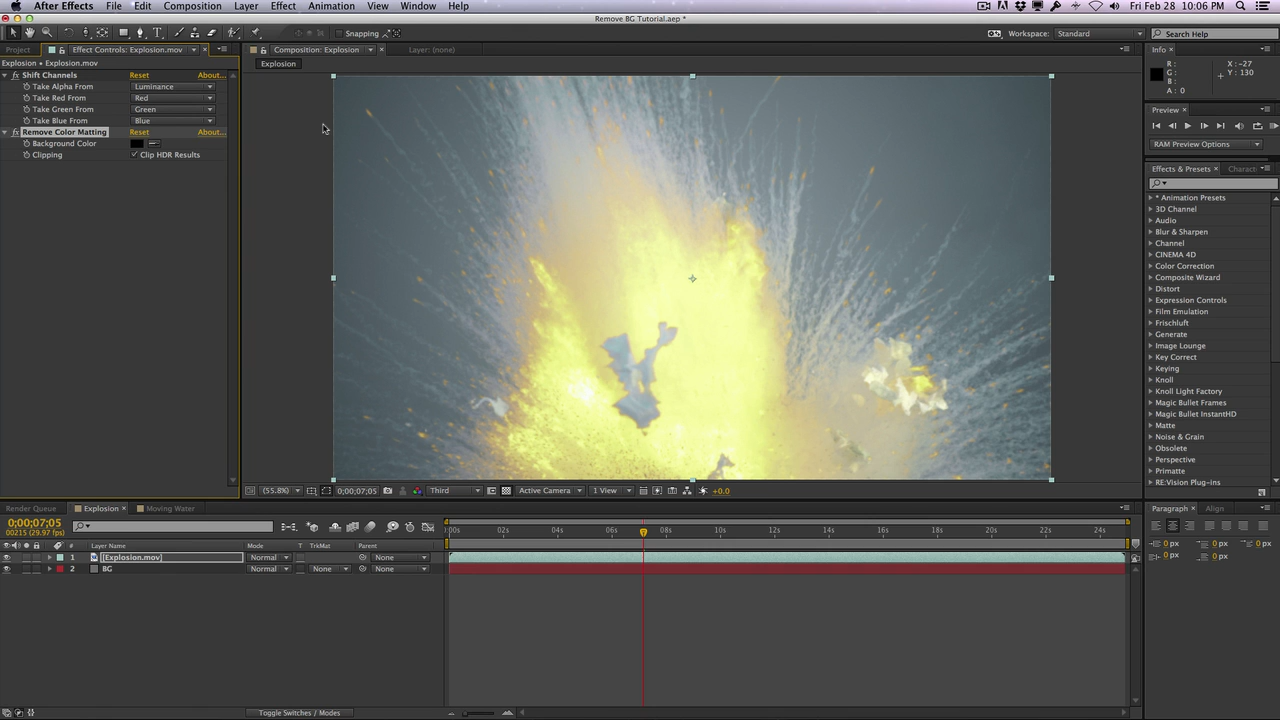 After Effects File Edit Composition Layer Effect Animation View Window Help Fri Feb 28 10:06 PM
Remove BG Tutorial.aep *
Snapping Workspace: Standard Search Help
Project Effect Controls: Explosion.mov × Composition: Explosion × Layer: (none) Info ×
Explosion • Explosion.mov
Explosion
fx Shift Channels Reset About...
Take Alpha From Luminance
Take Red From Red
Take Green From Green
Take Blue From Blue
fx Remove Color Matting Reset About...
Background Color
Clipping Clip HDR Results
R :
G :
B :
A : 0
X : -27
Y : 130
Preview ×
RAM Preview Options
Effects & Presets × Charact
* Animation Presets
3D Channel
Audio
Blur & Sharpen
Channel
CINEMA 4D
Color Correction
Composite Wizard
Distort
Expression Controls
Film Emulation
Frischluft
Generate
Image Lounge
Key Correct
Keying
Knoll
Knoll Light Factory
Magic Bullet Frames
Magic Bullet InstantHD
Matte
Noise & Grain
Obsolete
Perspective
Primatte
RE:Vision Plug-ins
(55.8%) 0;00;07;05 Third Active Camera 1 View +0.0
Render Queue Explosion × Moving Water
0;00;07;05
00215 (29.97 fps)
:00s 02s 04s 06s 08s 10s 12s 14s 16s 18s 20s 22s 24s
# Layer Name Mode T TrkMat Parent
1 [Explosion.mov] Normal None
2 BG Normal None None
Toggle Switches / Modes
Paragraph × Align
0 px 0 px 0 px
0 px 0 px